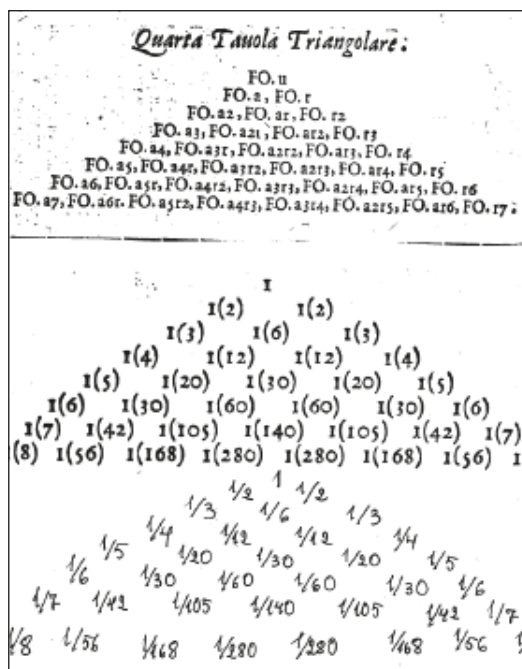 Quarta Tauola Triangolare:
FO. u
FO. a, FO. r
FO. a2, FO. ar, FO. r2
FO. a3, FO. a2r, FO. ar2, FO. r3
FO. a4, FO. a3r, FO. a2r2, FO. ar3, FO. r4
FO. a5, FO. a4r, FO. a3r2, FO. a2r3, FO. ar4, FO. r5
FO. a6, FO. a5r, FO. a4r2, FO. a3r3, FO. a2r4, FO. ar5, FO. r6
FO. a7, FO. a6r. FO. a5r2, FO. a4r3, FO. a3r4, FO. a2r5, FO. ar6, FO. r7.
1
1(2) 1(2)
1(3) 1(6) 1(3)
1(4) 1(12) 1(12) 1(4)
1(5) 1(20) 1(30) 1(20) 1(5)
1(6) 1(30) 1(60) 1(60) 1(30) 1(6)
1(7) 1(42) 1(105) 1(140) 1(105) 1(42) 1(7)
1(8) 1(56) 1(168) 1(280) 1(280) 1(168) 1(56) 1
1
1/2 1/2
1/3 1/6 1/3
1/4 1/12 1/12 1/4
1/5 1/20 1/30 1/20 1/5
1/6 1/30 1/60 1/60 1/30 1/6
1/7 1/42 1/105 1/140 1/105 1/42 1/7
1/8 1/56 1/168 1/280 1/280 1/168 1/56